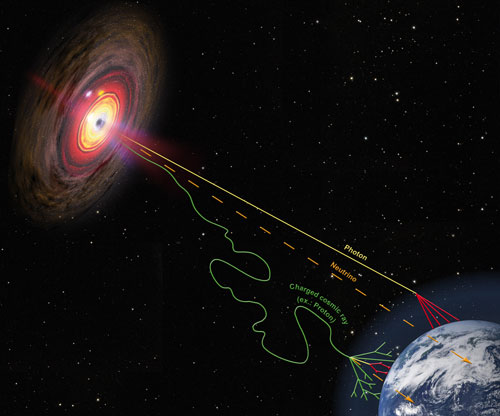 Photon
Neutrino
Charged cosmic ray
(ex.: Proton)